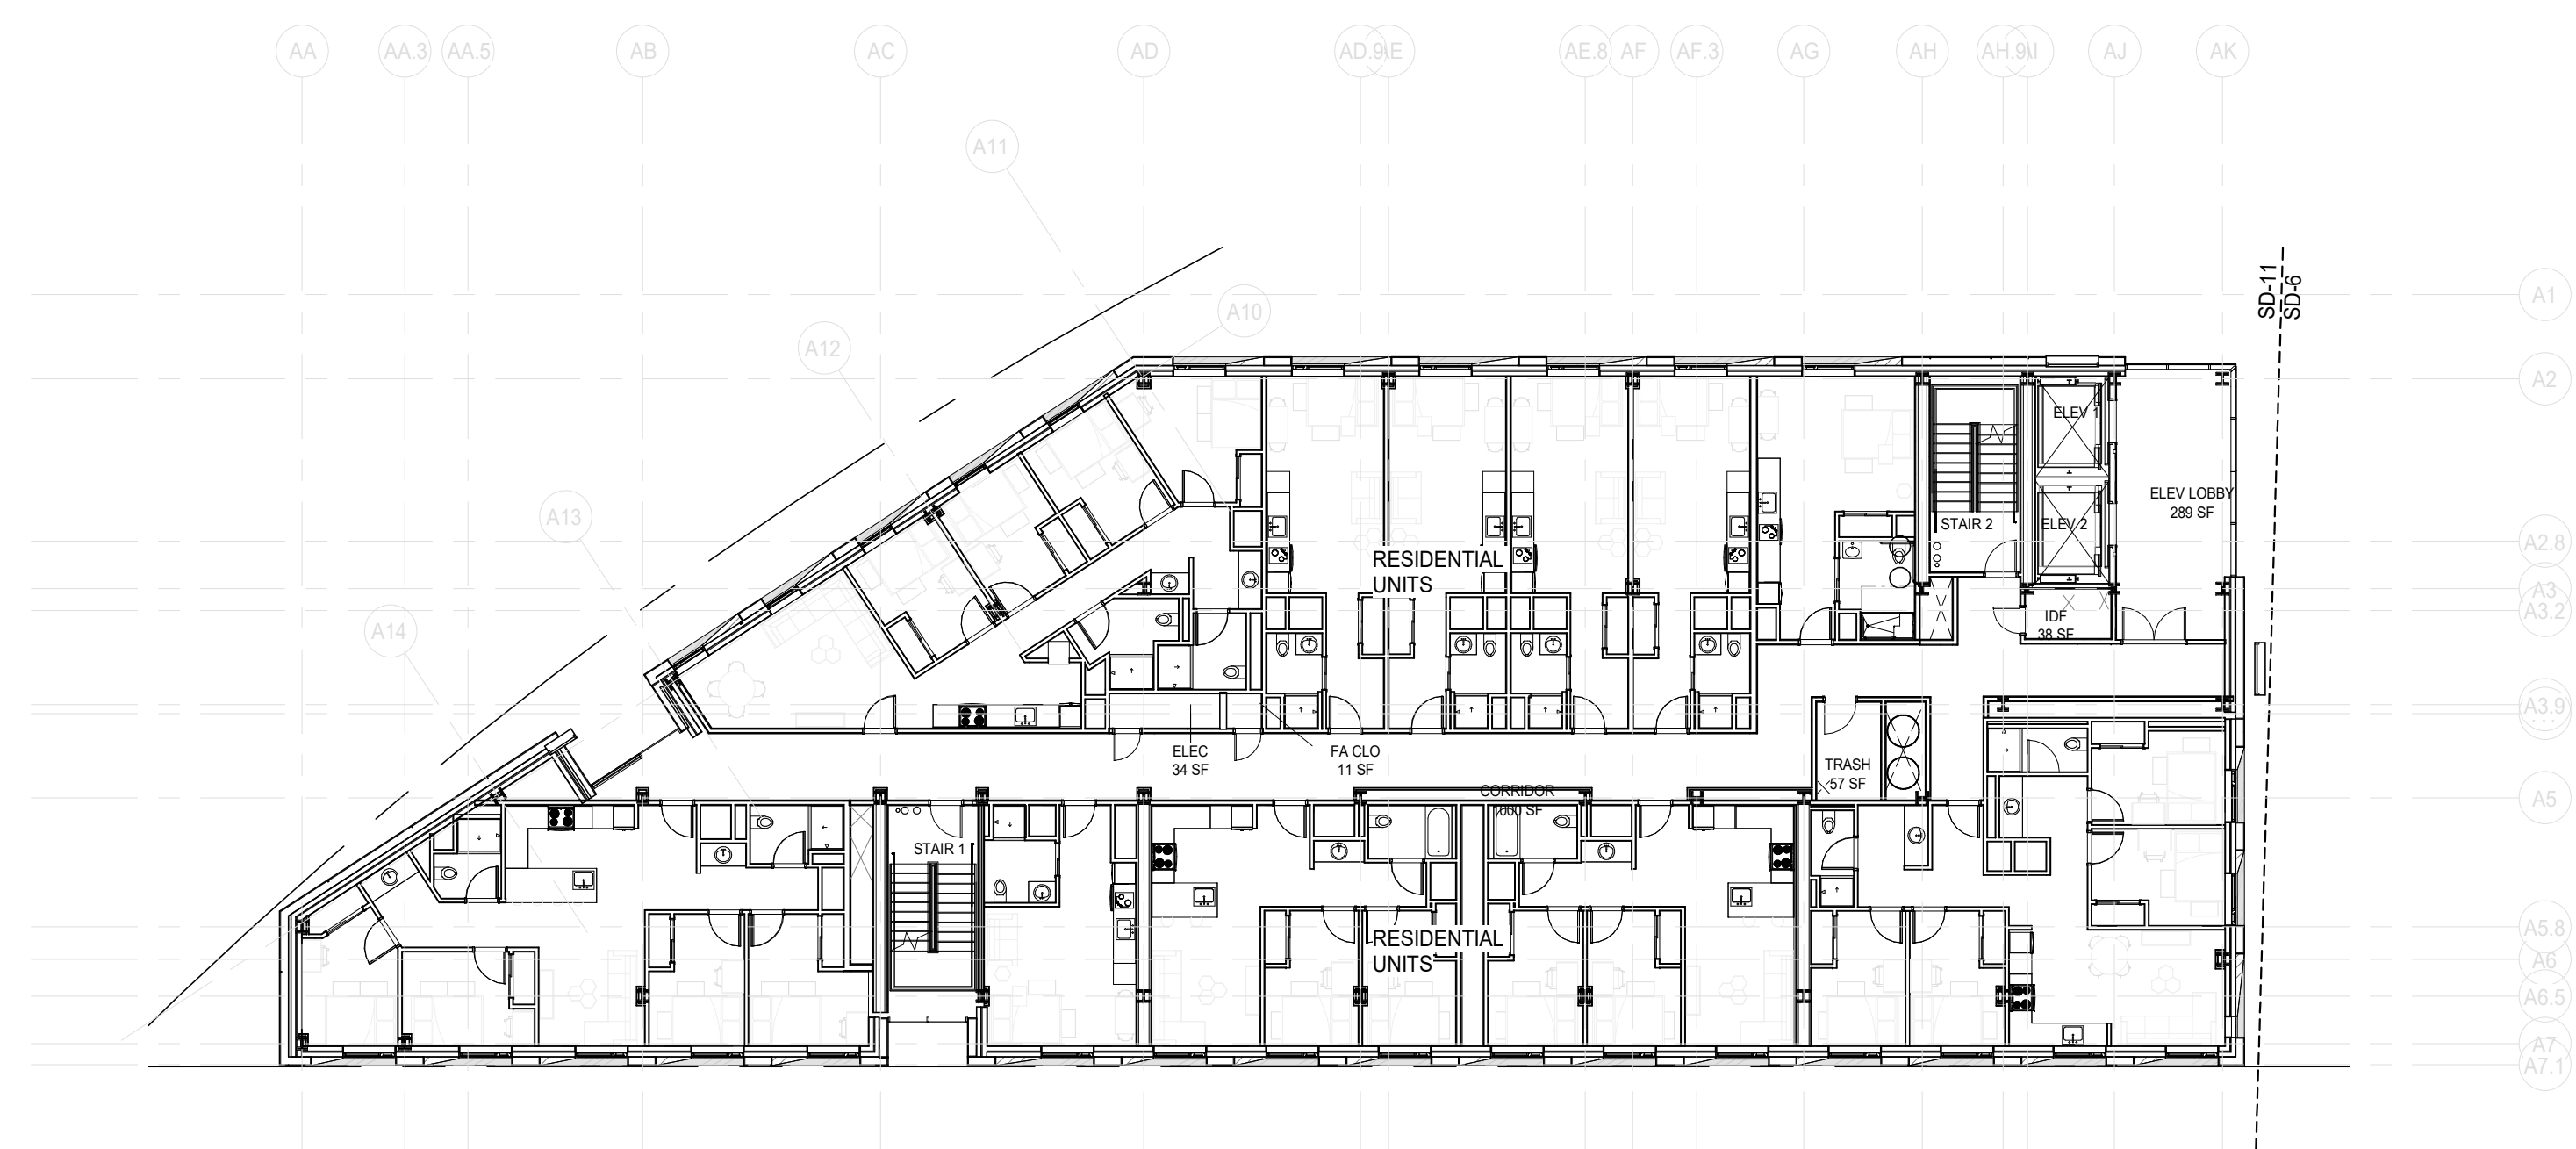 AA
AA.3
AA.5
AB
AC
AD
AD.9
AE
AE.8
AF
AF.3
AG
AH
AH.9
AI
AJ
AK
A11
A10
A12
A13
A14
SD-11
SD-6
A1
A2
A2.8
A3
A3.2
A3.9
A5
A5.8
A6
A6.5
A7
A7.1
ELEV 1
ELEV LOBBY
289 SF
STAIR 2
ELEV 2
RESIDENTIAL
UNITS
IDF
38 SF
ELEC
34 SF
FA CLO
11 SF
TRASH
57 SF
CORRIDOR
STAIR 1
RESIDENTIAL
UNITS